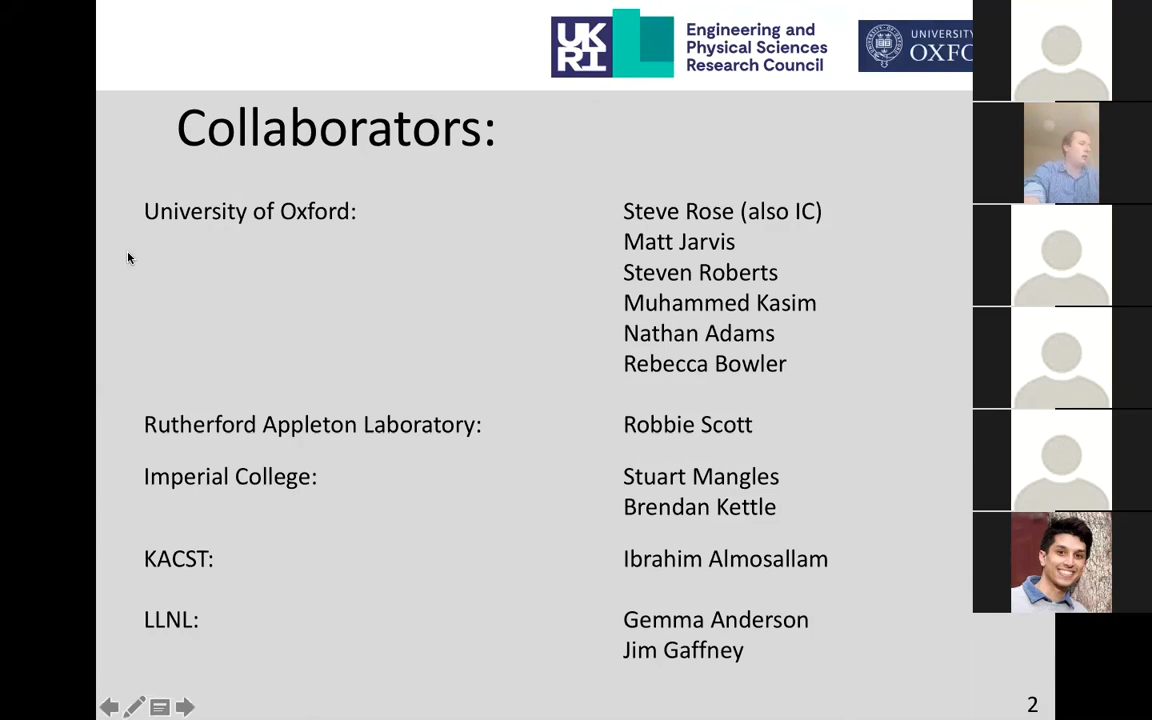 UK
RI
Engineering and
Physical Sciences
Research Council
UNIVERSITY
Collaborators:
University of Oxford:
Steve Rose (also IC)
Matt Jarvis
Steven Roberts
Muhammed Kasim
Nathan Adams
Rebecca Bowler
Rutherford Appleton Laboratory:
Robbie Scott
Imperial College:
Stuart Mangles
Brendan Kettle
KACST:
Ibrahim Almosallam
LLNL:
Gemma Anderson
Jim Gaffney
2